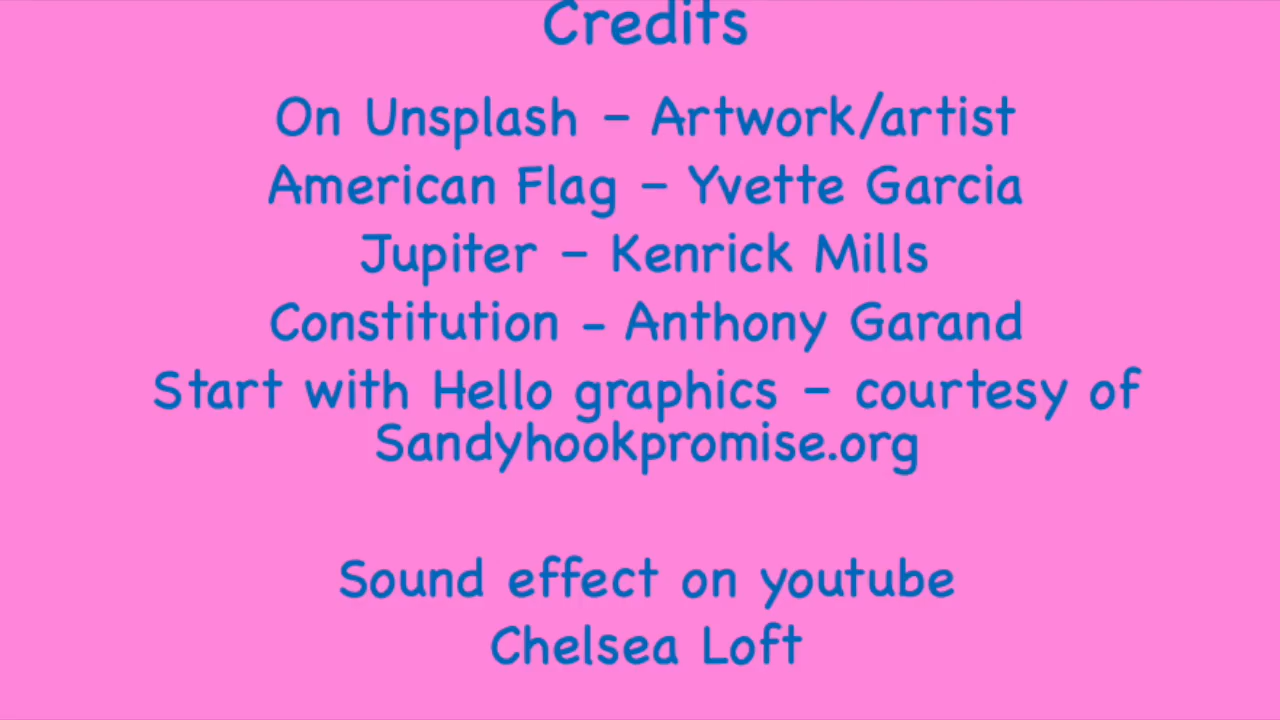 Credits
On Unsplash – Artwork/artist
American Flag – Yvette Garcia
Jupiter – Kenrick Mills
Constitution - Anthony Garand
Start with Hello graphics – courtesy of
Sandyhookpromise.org
Sound effect on youtube
Chelsea Loft